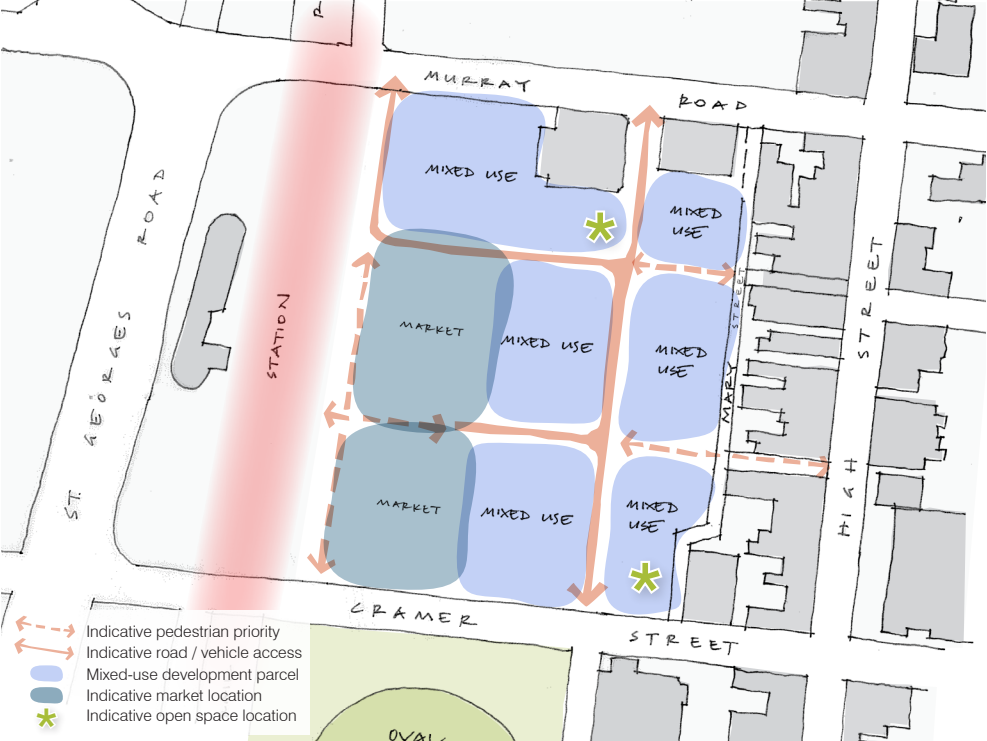 P
MURRAY
ROAD
MIXED USE
MIXED
USE
ROAD
STREET
STREET
STATION
MARKET
MIXED USE
MIXED
USE
GEORGES
MARY
ST.
HIGH
MARKET
MIXED USE
MIXED
USE
CRAMER
STREET
Indicative pedestrian priority
Indicative road / vehicle access
Mixed-use development parcel
Indicative market location
Indicative open space location
OVAL